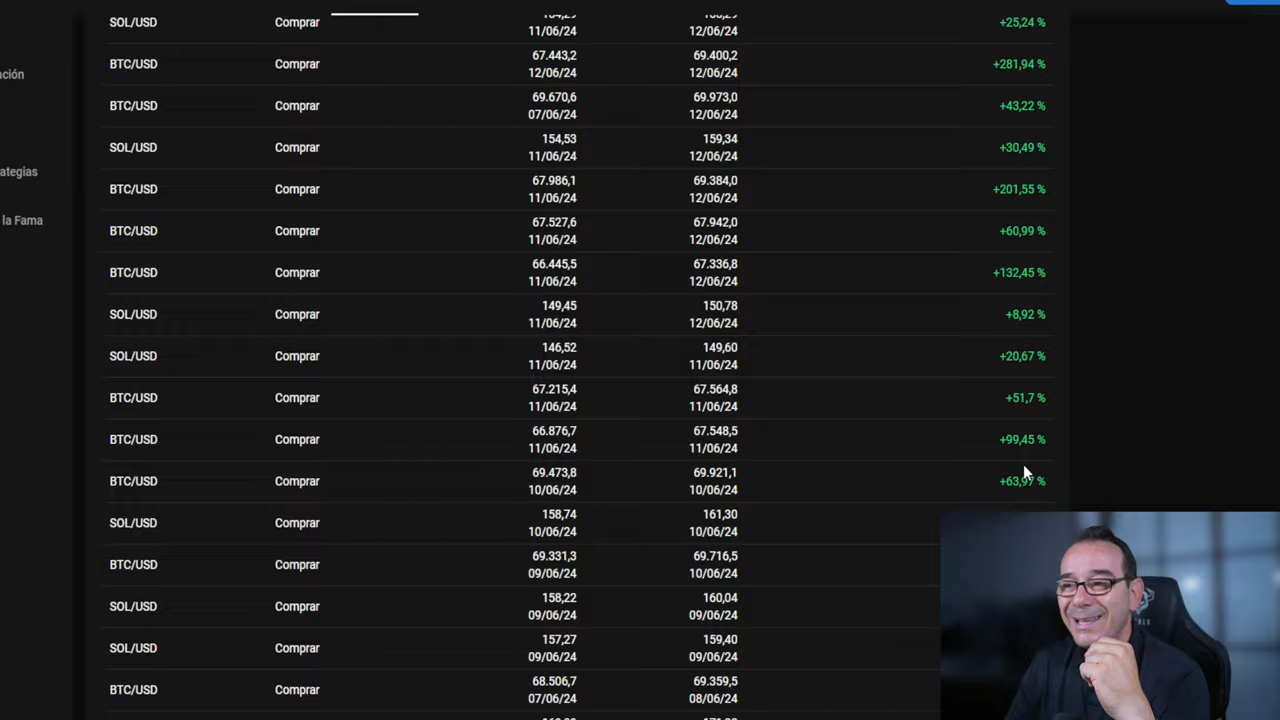 SOL/USD Comprar +25,24 %
11/06/24 12/06/24
ación
67.443,2 69.400,2
BTC/USD Comprar +281,94 %
12/06/24 12/06/24
69.670,6 69.973,0
BTC/USD Comprar +43,22 %
07/06/24 12/06/24
154,53 159,34
SOL/USD Comprar +30,49 %
11/06/24 12/06/24
ategias
67.986,1 69.384,0
BTC/USD Comprar +201,55 %
11/06/24 12/06/24
la Fama
67.527,6 67.942,0
BTC/USD Comprar +60,99 %
11/06/24 12/06/24
66.445,5 67.336,8
BTC/USD Comprar +132,45 %
11/06/24 12/06/24
149,45 150,78
SOL/USD Comprar +8,92 %
11/06/24 12/06/24
146,52 149,60
SOL/USD Comprar +20,67 %
11/06/24 11/06/24
67.215,4 67.564,8
BTC/USD Comprar +51,7 %
11/06/24 11/06/24
66.876,7 67.548,5
BTC/USD Comprar +99,45 %
11/06/24 11/06/24
69.473,8 69.921,1
BTC/USD Comprar +63,97 %
10/06/24 10/06/24
158,74 161,30
SOL/USD Comprar
10/06/24 10/06/24
69.331,3 69.716,5
BTC/USD Comprar
09/06/24 10/06/24
158,22 160,04
SOL/USD Comprar
09/06/24 09/06/24
157,27 159,40
SOL/USD Comprar
09/06/24 09/06/24
68.506,7 69.359,5
BTC/USD Comprar
07/06/24 08/06/24